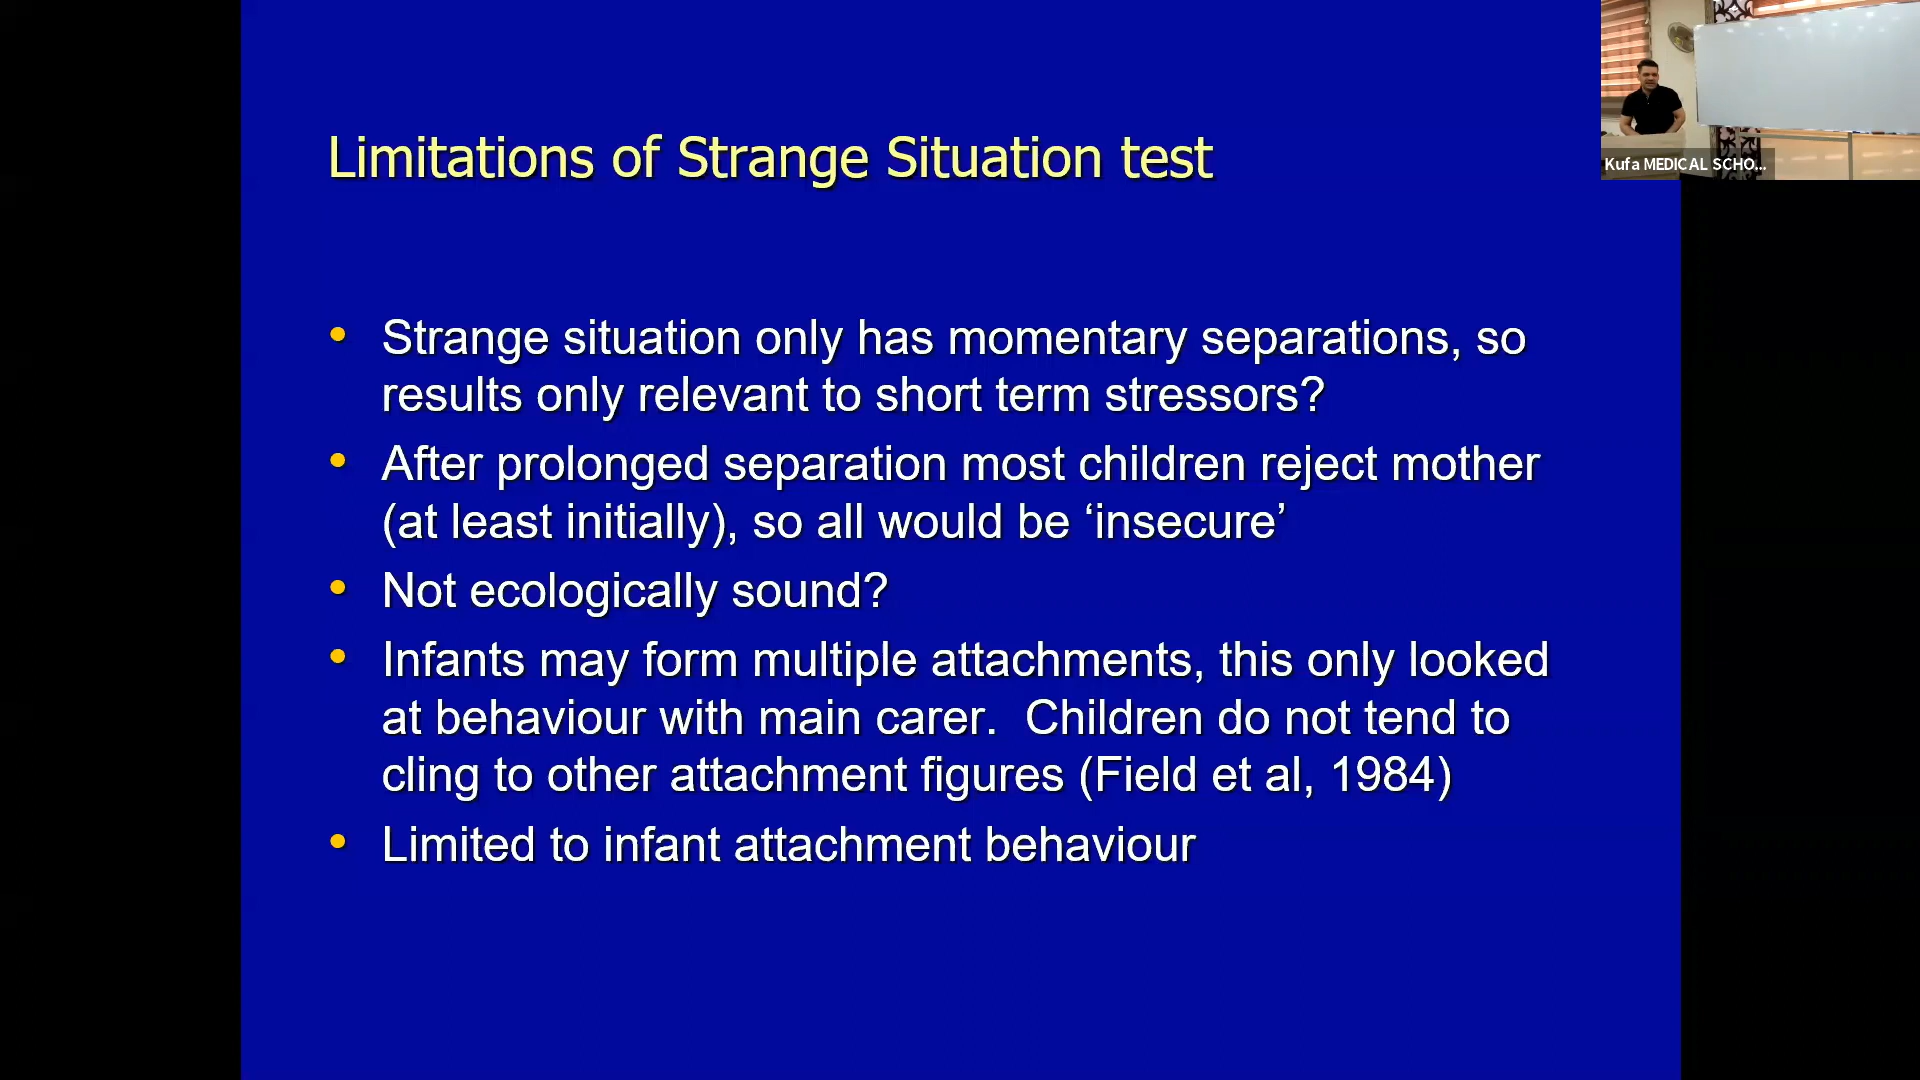 Limitations of Strange Situation test
• Strange situation only has momentary separations, so
results only relevant to short term stressors?
• After prolonged separation most children reject mother
(at least initially), so all would be ‘insecure’
• Not ecologically sound?
• Infants may form multiple attachments, this only looked
at behaviour with main carer.  Children do not tend to
cling to other attachment figures (Field et al, 1984)
• Limited to infant attachment behaviour
Kufa MEDICAL SCHO...